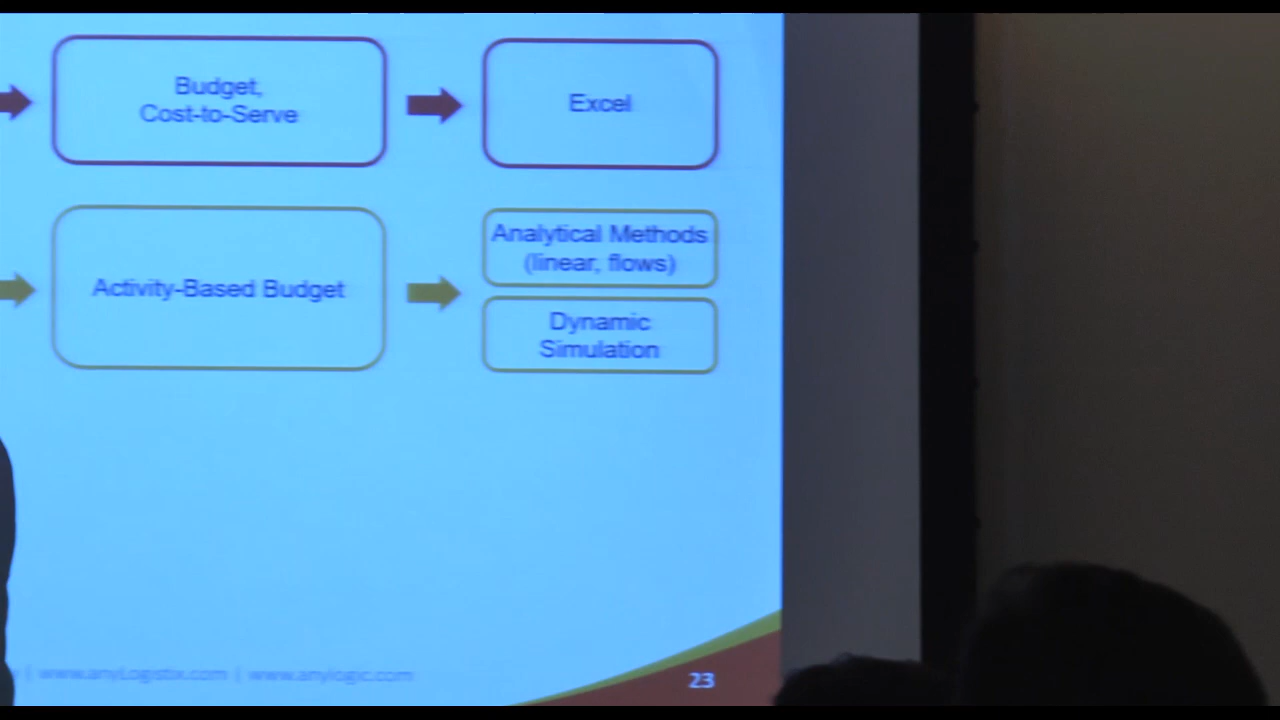 Budget,
Cost-to-Serve
Excel
Activity-Based Budget
Analytical Methods
(linear, flows)
Dynamic
Simulation
| www.anyLogistix.com | www.anylogic.com
23